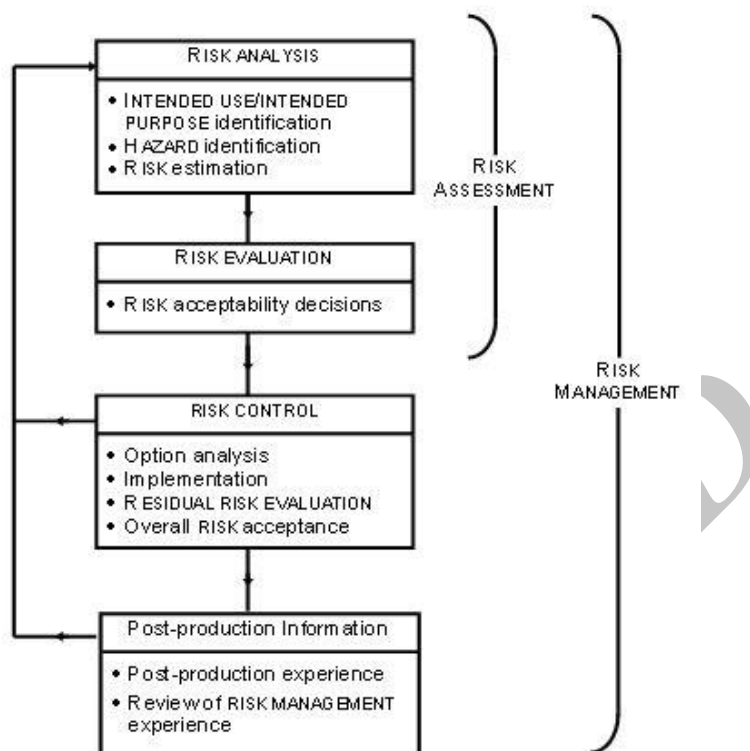 RISK ANALYSIS
• INTENDED USE/INTENDED
PURPOSE identification
• HAZARD identification
• RISK estimation
RISK
ASSESSMENT
RISK EVALUATION
• RISK acceptability decisions
RISK
MANAGEMENT
RISK CONTROL
• Option analysis
• Implementation
• RESIDUAL RISK EVALUATION
• Overall RISK acceptance
Post-production Information
• Post-production experience
• Review of RISK MANAGEMENT
experience